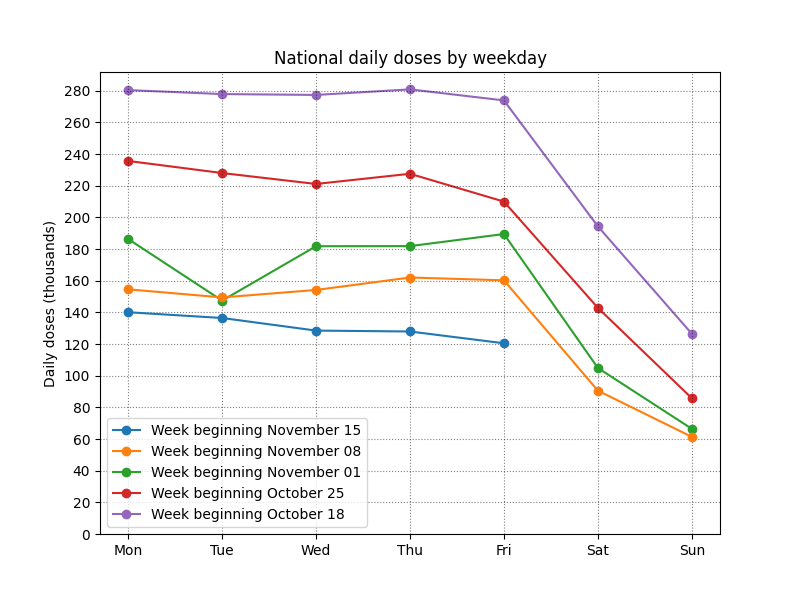 National daily doses by weekday
Daily doses (thousands)
280
260
240
220
200
180
160
140
120
100
80
60
40
20
0
Week beginning November 15
Week beginning November 08
Week beginning November 01
Week beginning October 25
Week beginning October 18
Mon Tue Wed Thu Fri Sat Sun